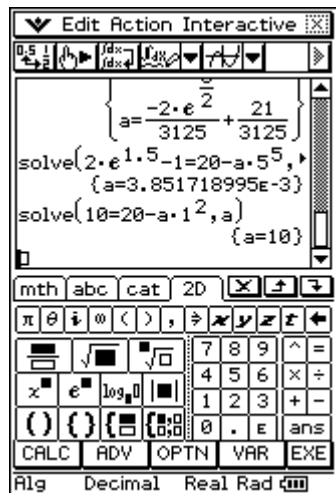 Edit Action Interactive
{a=(-2·e^(5/2))/3125+21/3125}
solve(2·e^1.5-1=20-a·5^5,
{a=3.851718995E-3}
solve(10=20-a·1^2,a)
{a=10}
mth abc cat 2D
π θ i ∞ ( ) , ⇒ x y z t ←
7 8 9 ^ =
4 5 6 × ÷
1 2 3 + -
0 . E ans
x e log
CALC ADV OPTN VAR EXE
Alg Decimal Real Rad